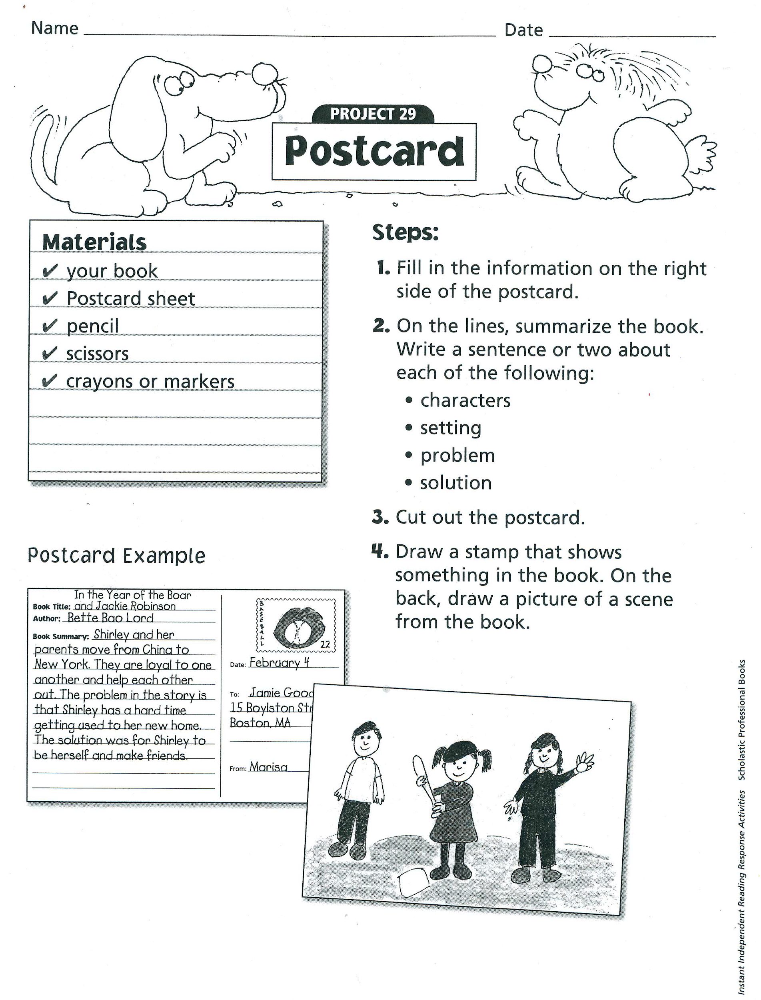 Name
Date
PROJECT 29
Postcard
Materials
✔ your book
✔ Postcard sheet
✔ pencil
✔ scissors
✔ crayons or markers
Steps:
1. Fill in the information on the right
side of the postcard.
2. On the lines, summarize the book.
Write a sentence or two about
each of the following:
• characters
• setting
• problem
• solution
3. Cut out the postcard.
4. Draw a stamp that shows
something in the book. On the
back, draw a picture of a scene
from the book.
Postcard Example
In the Year of the Boar
Book Title: and Jackie Robinson
Author: Bette Bao Lord
Book Summary: Shirley and her
parents move from China to
New York. They are loyal to one
another and help each other
out. The problem in the story is
that Shirley has a hard time
getting used to her new home.
The solution was for Shirley to
be herself and make friends.
BASEBALL
22
Date: February 4
To: Jamie Good
15 Boylston Str
Boston, MA
From: Marisa
Instant Independent Reading Response Activities Scholastic Professional Books